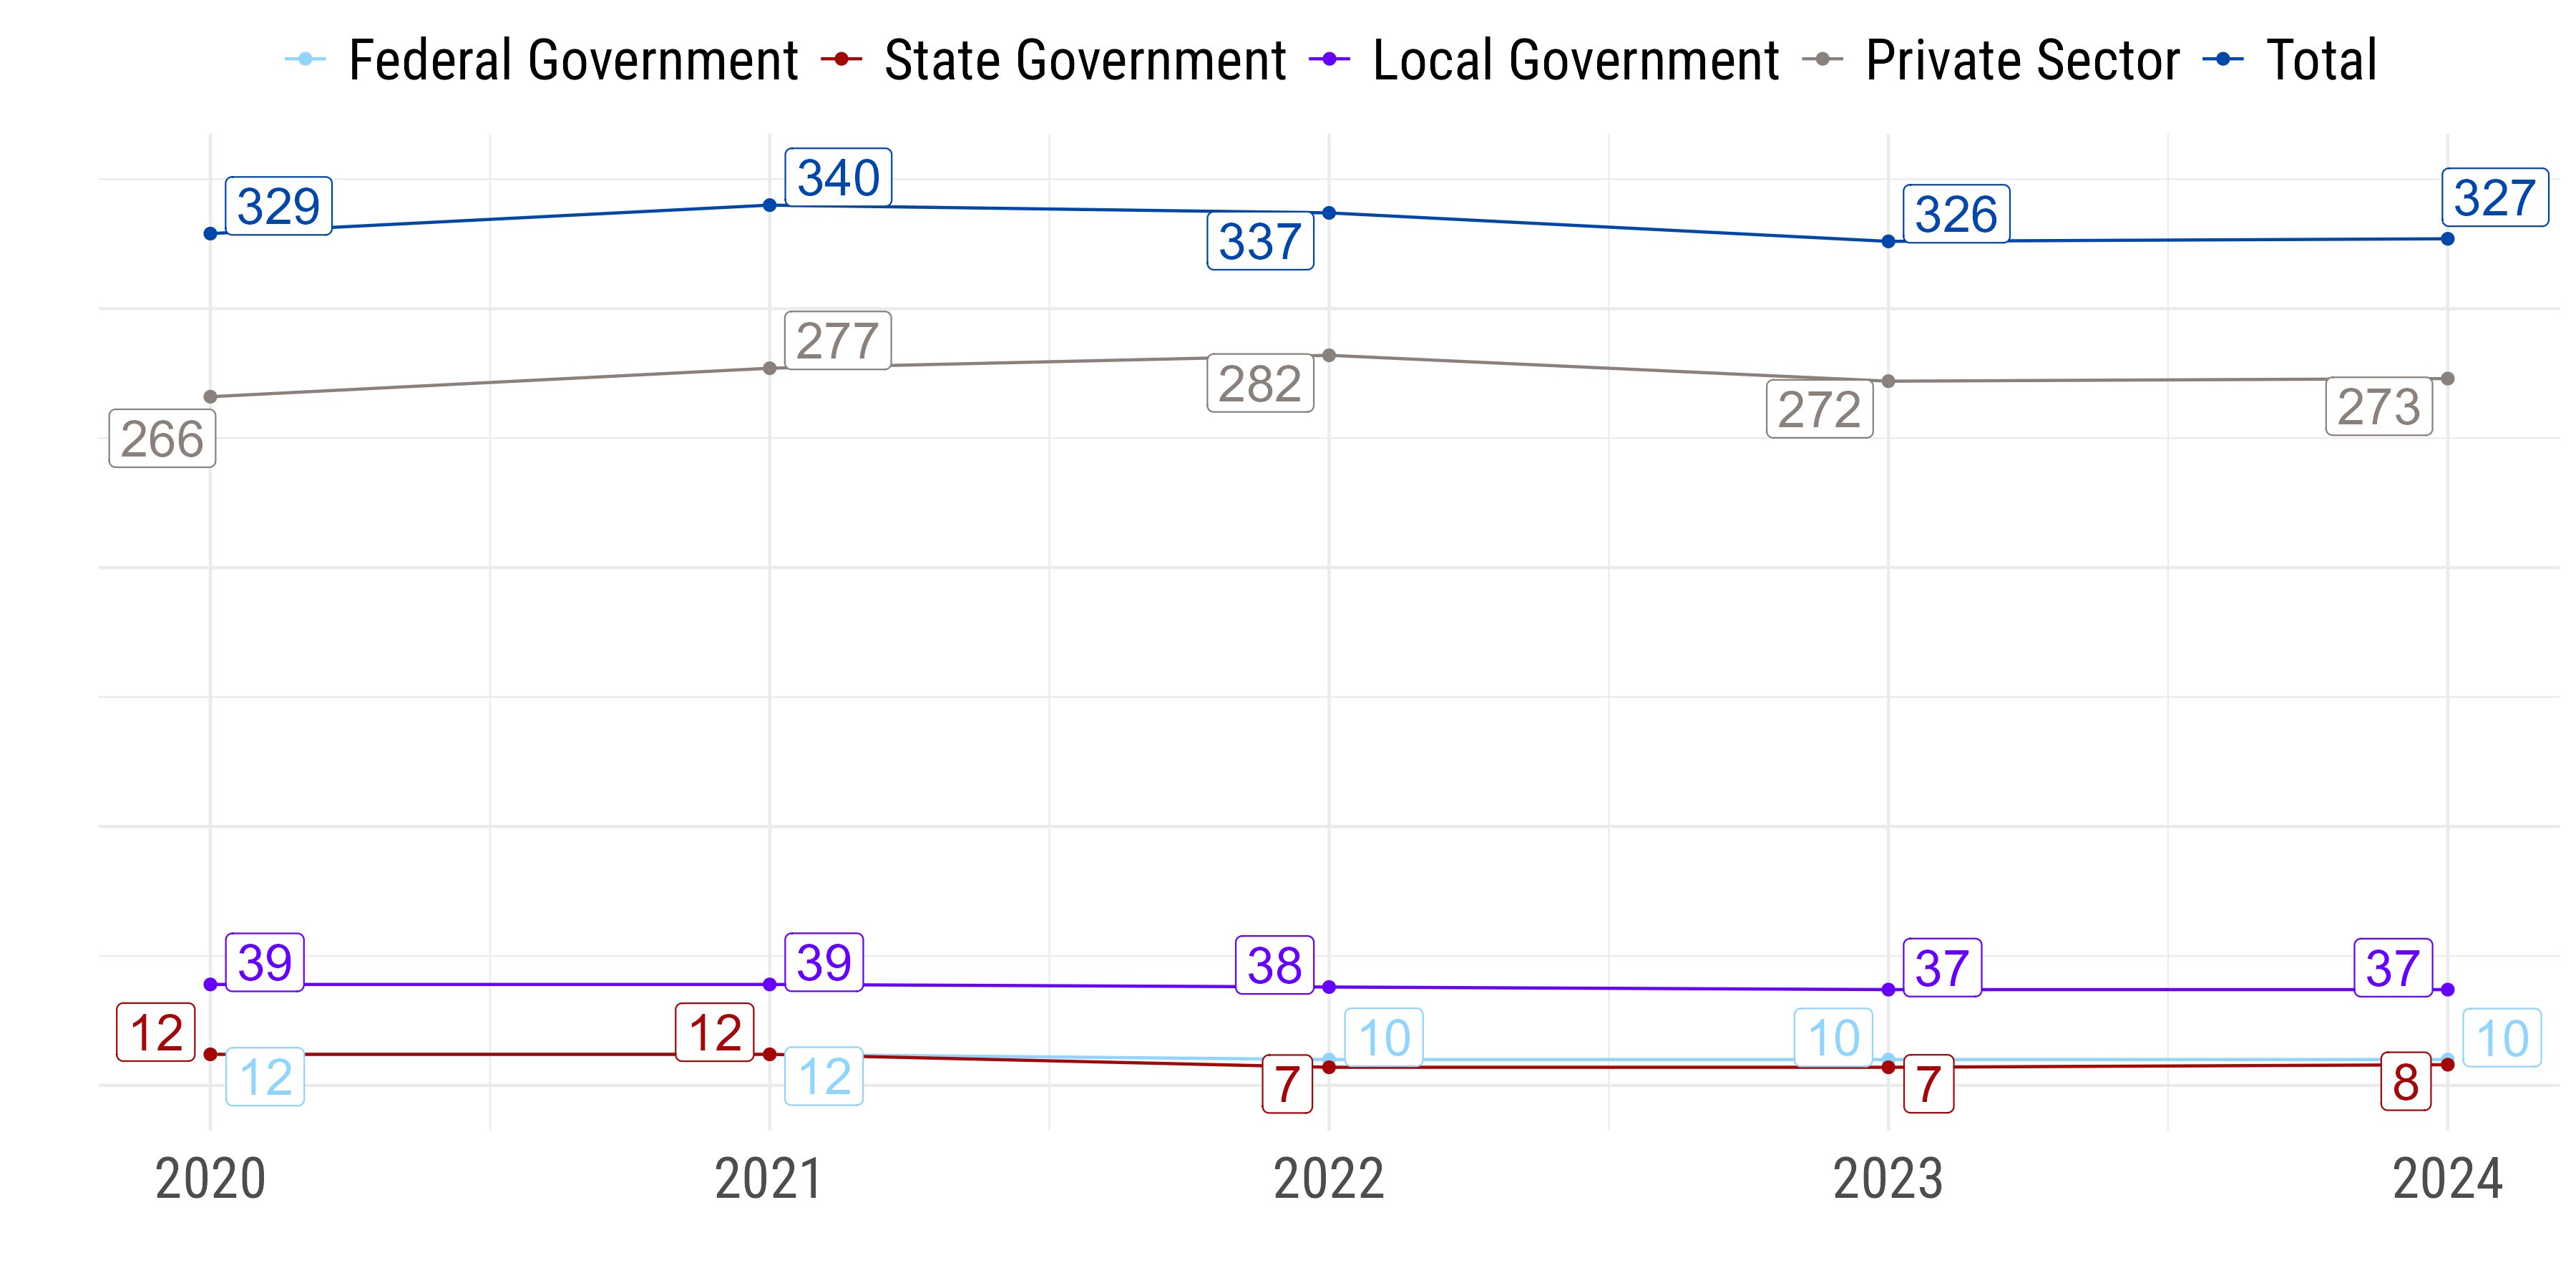 Federal Government State Government Local Government Private Sector Total
329 340 337 326 327
266 277 282 272 273
39 39 38 37 37
12 12 7 7 8
12 12 10 10 10
2020 2021 2022 2023 2024